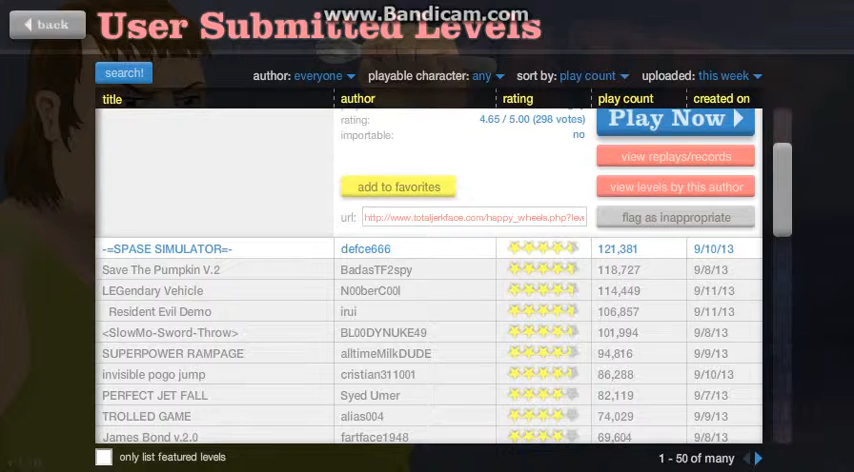 www.Bandicam.com
back
User Submitted Levels
search!
author: everyone
playable character: any
sort by: play count
uploaded: this week
title author rating play count created on
rating: 4.65 / 5.00 (298 votes)
importable: no
Play Now
view replays/records
add to favorites
view levels by this author
url: http://www.totaljerkface.com/happy_wheels.php?leve
flag as inappropriate
-=SPASE SIMULATOR=- defce666 121,381 9/10/13
Save The Pumpkin V.2 BadasTF2spy 118,727 9/8/13
LEGendary Vehicle N00berC00l 114,449 9/11/13
Resident Evil Demo irui 106,857 9/11/13
<SlowMo-Sword-Throw> BL00DYNUKE49 101,994 9/8/13
SUPERPOWER RAMPAGE alltimeMilkDUDE 94,816 9/9/13
invisible pogo jump cristian311001 86,288 9/10/13
PERFECT JET FALL Syed Umer 82,119 9/7/13
TROLLED GAME alias004 74,029 9/9/13
James Bond v.2.0 fartface1948 69,604 9/8/13
only list featured levels
1 - 50 of many